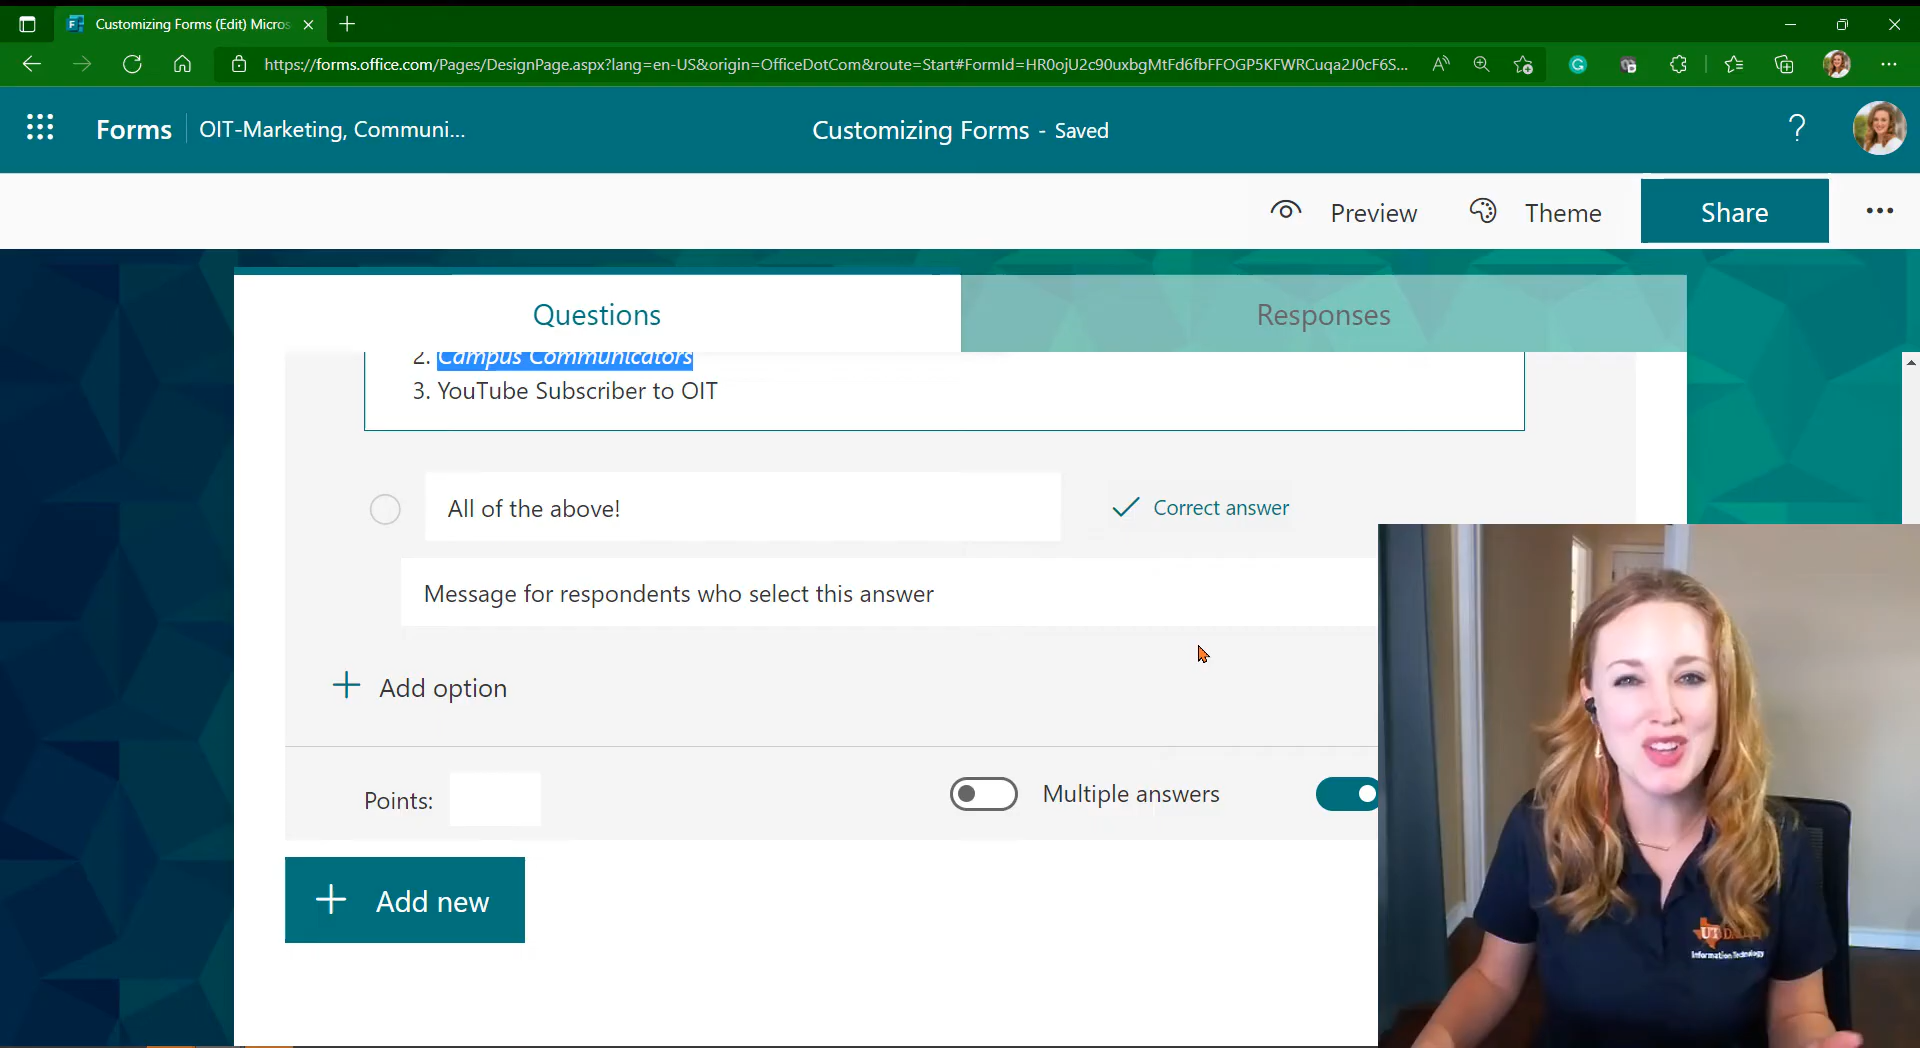 Customizing Forms (Edit) Micros
https://forms.office.com/Pages/DesignPage.aspx?lang=en-US&origin=OfficeDotCom&route=Start#FormId=HR0ojU2c90uxbgMtFd6fbFFOGP5KFWRCuqa2J0cF6S...
Forms
OIT-Marketing, Communi...
Customizing Forms - Saved
?
Preview
Theme
Share
Questions
Responses
2. Campus Communicators
3. YouTube Subscriber to OIT
All of the above!
Correct answer
Message for respondents who select this answer
Add option
Points:
Multiple answers
Add new
UT
Information Technology